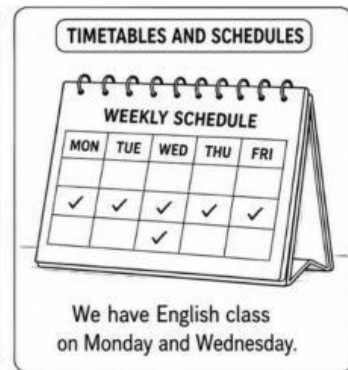 TIMETABLES AND SCHEDULES
WEEKLY SCHEDULE
MON TUE WED THU FRI
✓ ✓ ✓ ✓ ✓
✓
We have English class
on Monday and Wednesday.